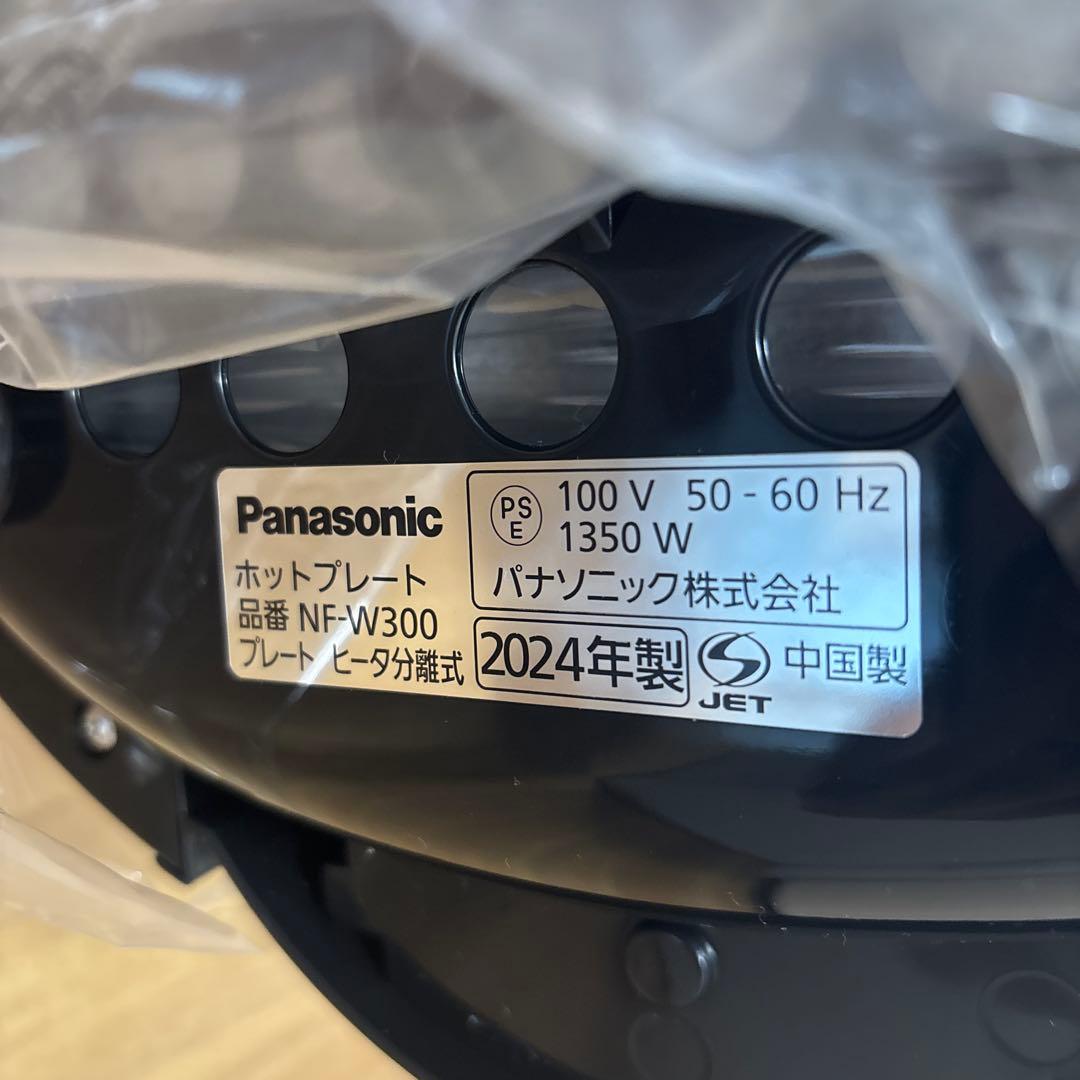 Panasonic
ホットプレート
品番 NF-W300
プレート ヒータ分離式
PSE
100 V 50 - 60 Hz
1350 W
パナソニック株式会社
2024年製
JET
中国製